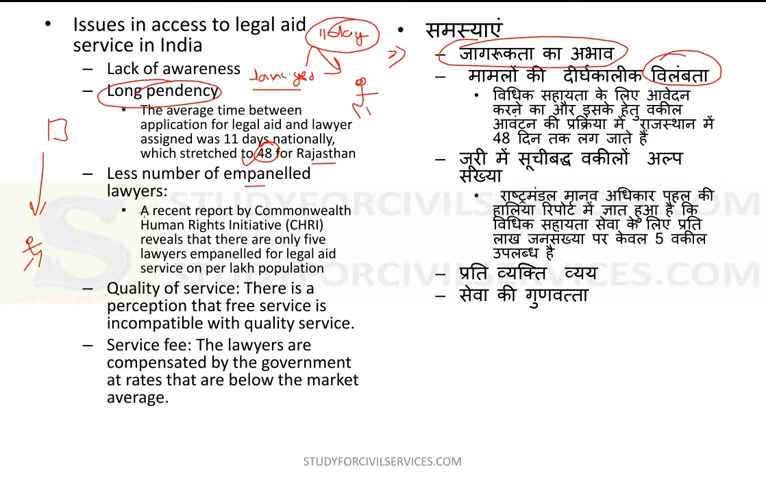 • Issues in access to legal aid
service in India
– Lack of awareness
– Long pendency
• The average time between
application for legal aid and lawyer
assigned was 11 days nationally,
which stretched to 48 for Rajasthan
– Less number of empanelled
lawyers:
• A recent report by Commonwealth
Human Rights Initiative (CHRI)
reveals that there are only five
lawyers empanelled for legal aid
service on per lakh population
– Quality of service: There is a
perception that free service is
incompatible with quality service.
– Service fee: The lawyers are
compensated by the government
at rates that are below the market
average.
11day
• समस्याएं
– जागरूकता का अभाव
– मामलों की दीर्घकालीक विलंबता
• विधिक सहायता के लिए आवेदन
करने का और इसके हेतु वकील
आवटन की प्रक्रिया में राजस्थान में
48 दिन तक लग जाते हैं
– जूरी में सूचीबद्ध वकीलों अल्प
संख्या
• राष्ट्रमंडल मानव अधिकार पहल की
हालिया रिपोर्ट में ज्ञात हुआ है कि
विधिक सहायता सेवा के लिए प्रति
लाख जनसंख्या पर केवल 5 वकील
उपलब्ध है
– प्रति व्यक्ति व्यय
– सेवा की गुणवत्ता
STUDYFORCIVILSERVICES.COM
STUDYFORCIVILSERVICES.COM
STUDYFORCIVILSERVICES.COM